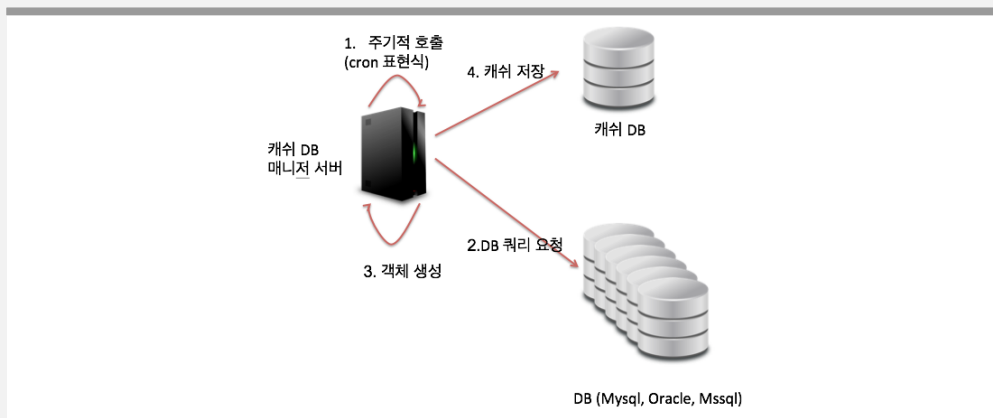 1. 주기적 호출
(cron 표현식)
4. 캐쉬 저장
캐쉬 DB
캐쉬 DB
매니저 서버
2.DB 쿼리 요청
3. 객체 생성
DB (Mysql, Oracle, Mssql)